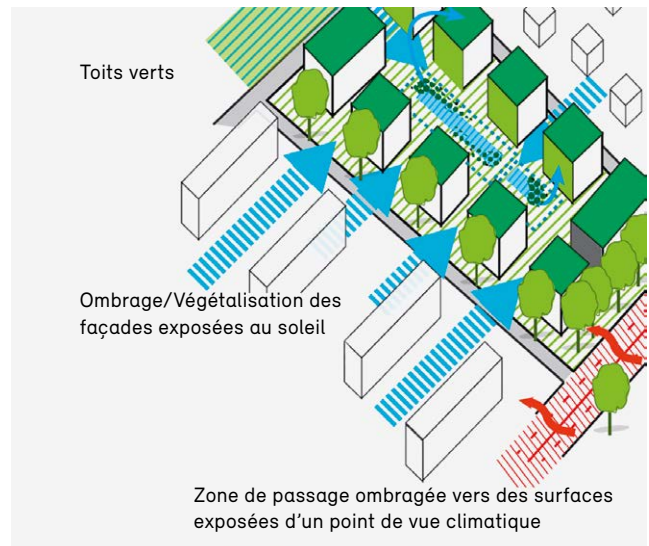 Toits verts
Ombrage/Végétalisation des
façades exposées au soleil
Zone de passage ombragée vers des surfaces
exposées d’un point de vue climatique